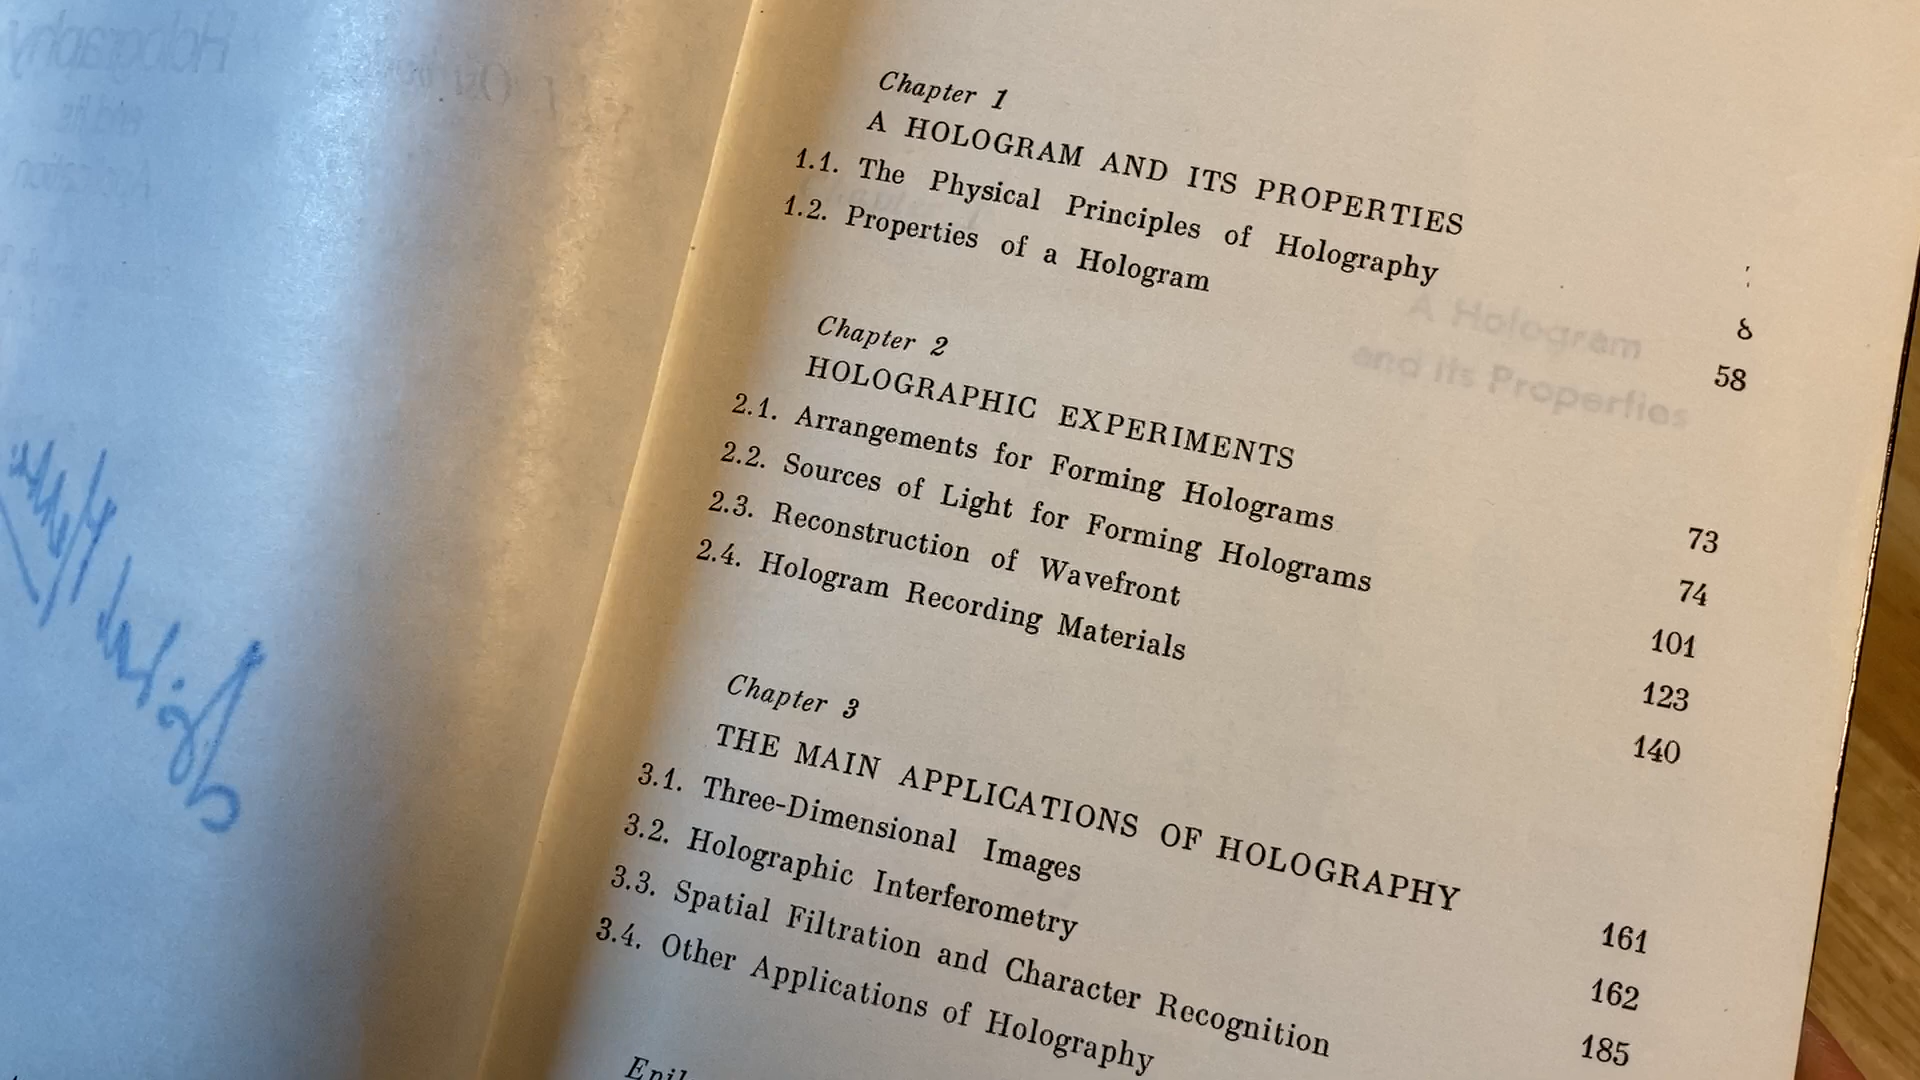 Chapter 1
A HOLOGRAM AND ITS PROPERTIES
1.1. The Physical Principles of Holography 8
1.2. Properties of a Hologram 58
Chapter 2
HOLOGRAPHIC EXPERIMENTS 73
2.1. Arrangements for Forming Holograms 74
2.2. Sources of Light for Forming Holograms 101
2.3. Reconstruction of Wavefront 123
2.4. Hologram Recording Materials 140
Chapter 3
THE MAIN APPLICATIONS OF HOLOGRAPHY 161
3.1. Three-Dimensional Images 162
3.2. Holographic Interferometry 185
3.3. Spatial Filtration and Character Recognition
3.4. Other Applications of Holography
A Hologram
and its Properties